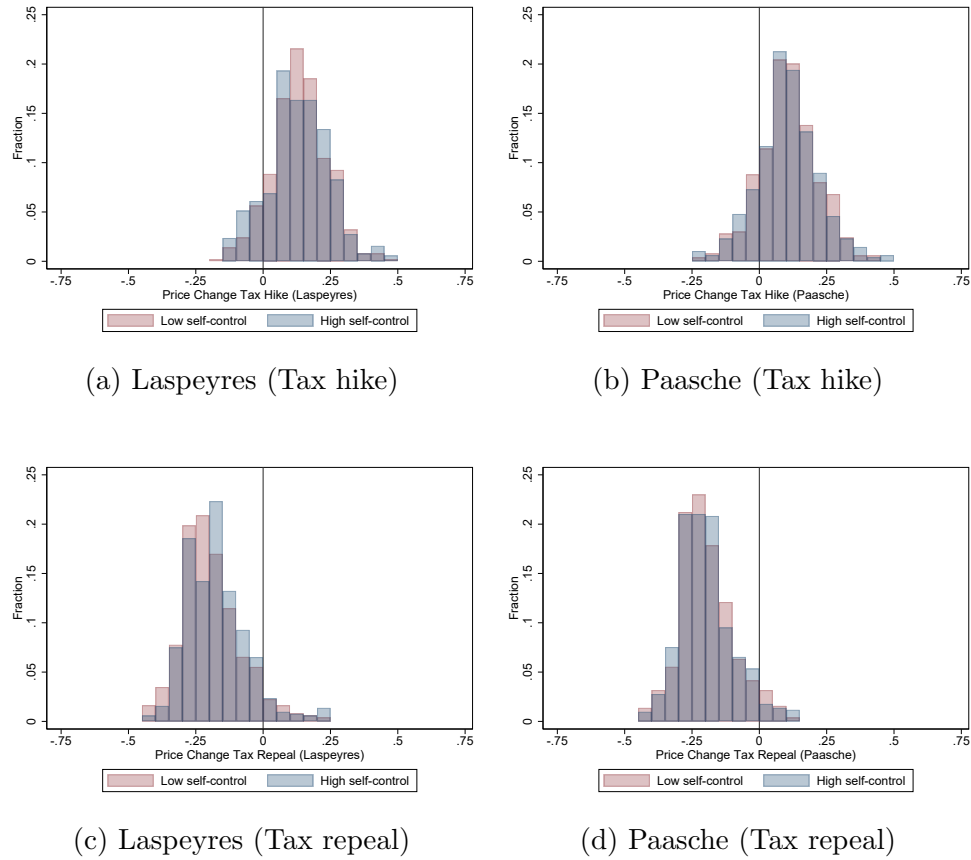 Fraction
0 .05 .1 .15 .2 .25
-.75 -.5 -.25 0 .25 .5 .75
Price Change Tax Hike (Laspeyres)
Low self-control High self-control
(a) Laspeyres (Tax hike)
Fraction
0 .05 .1 .15 .2 .25
-.75 -.5 -.25 0 .25 .5 .75
Price Change Tax Hike (Paasche)
Low self-control High self-control
(b) Paasche (Tax hike)
Fraction
0 .05 .1 .15 .2 .25
-.75 -.5 -.25 0 .25 .5 .75
Price Change Tax Repeal (Laspeyres)
Low self-control High self-control
(c) Laspeyres (Tax repeal)
Fraction
0 .05 .1 .15 .2 .25
-.75 -.5 -.25 0 .25 .5 .75
Price Change Tax Repeal (Paasche)
Low self-control High self-control
(d) Paasche (Tax repeal)